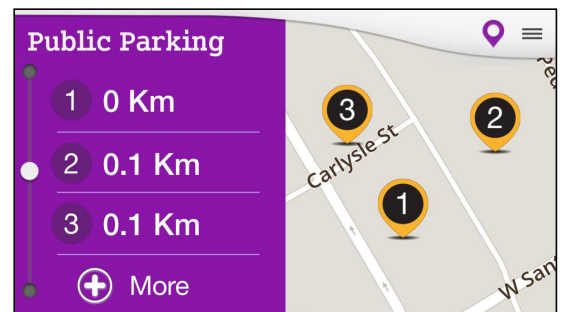 Public Parking
1 0 Km
2 0.1 Km
3 0.1 Km
More
3
2
Carlysle St
1
W San